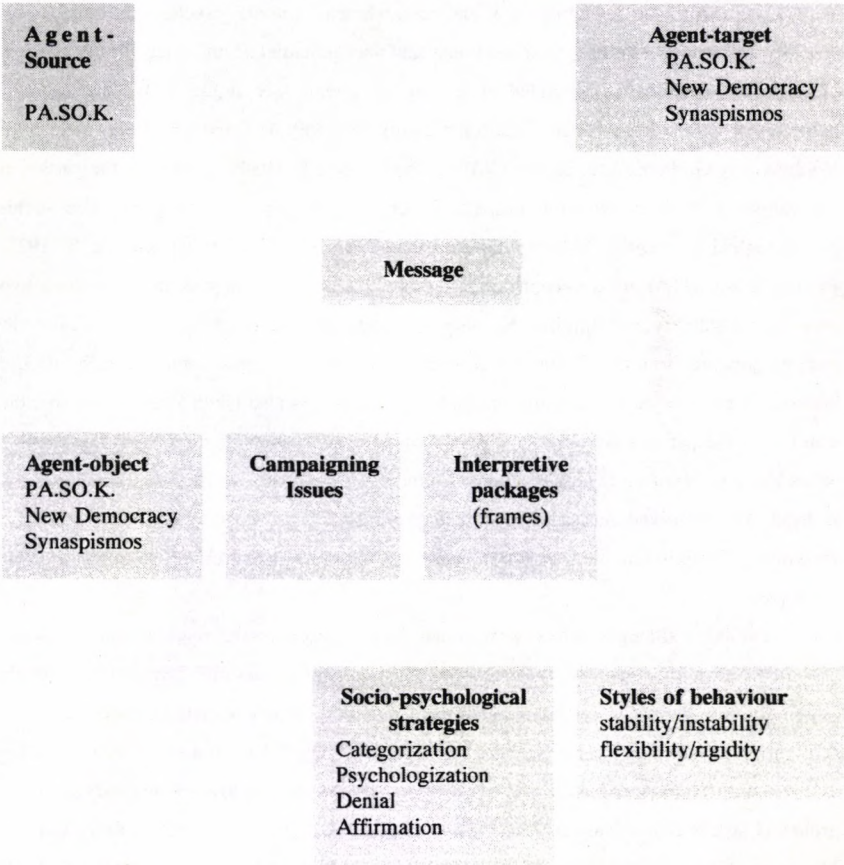 Agent-
Source
PA.SO.K.
Agent-target
PA.SO.K.
New Democracy
Synaspismos
Message
Agent-object
PA.SO.K.
New Democracy
Synaspismos
Campaigning
Issues
Interpretive
packages
(frames)
Socio-psychological
strategies
Categorization
Psychologization
Denial
Affirmation
Styles of behaviour
stability/instability
flexibility/rigidity